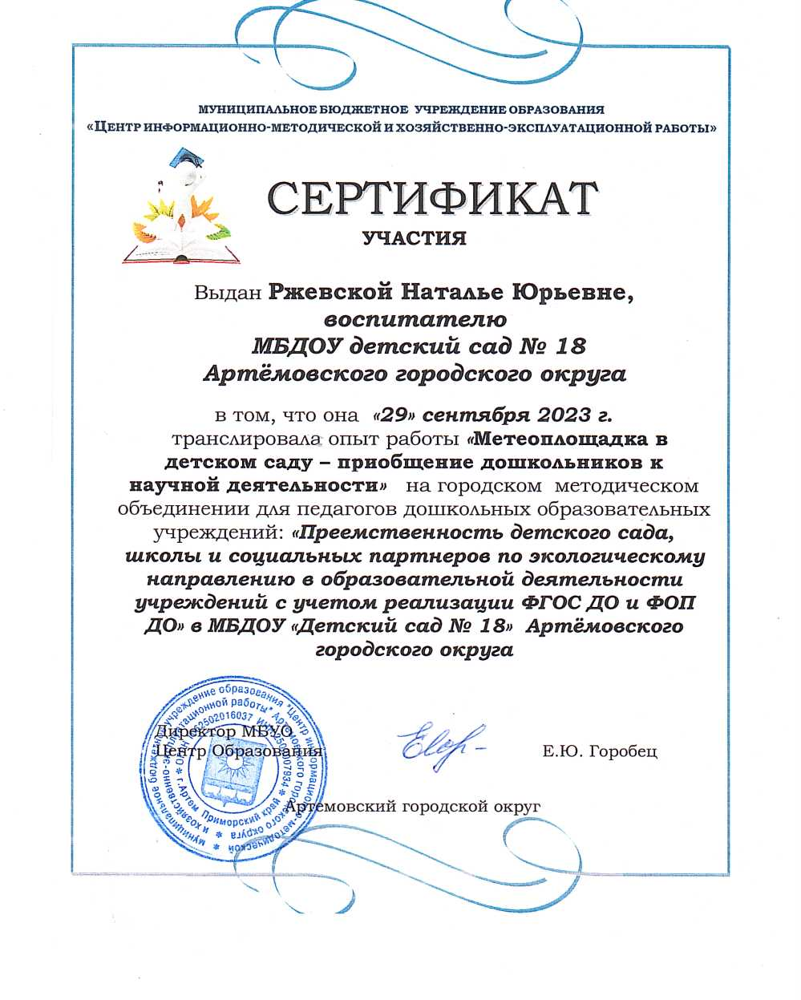 МУНИЦИПАЛЬНОЕ БЮДЖЕТНОЕ УЧРЕЖДЕНИЕ ОБРАЗОВАНИЯ
«ЦЕНТР ИНФОРМАЦИОННО-МЕТОДИЧЕСКОЙ И ХОЗЯЙСТВЕННО-ЭКСПЛУАТАЦИОННОЙ РАБОТЫ»
СЕРТИФИКАТ
УЧАСТИЯ
Выдан Ржевской Наталье Юрьевне,
воспитателю
МБДОУ детский сад № 18
Артёмовского городского округа
в том, что она «29» сентября 2023 г.
транслировала опыт работы «Метеоплощадка в
детском саду – приобщение дошкольников к
научной деятельности» на городском методическом
объединении для педагогов дошкольных образовательных
учреждений: «Преемственность детского сада,
школы и социальных партнеров по экологическому
направлению в образовательной деятельности
учреждений с учетом реализации ФГОС ДО и ФОП
ДО» в МБДОУ «Детский сад № 18» Артёмовского
городского округа
Директор МБУО
Центр Образования
Е.Ю. Горобец
Артемовский городской округ
муниципальное бюджетное учреждение образования "Центр информационно-методической
и хозяйственно-эксплуатационной работы" Артемовского городского округа
г.Артем Приморский край